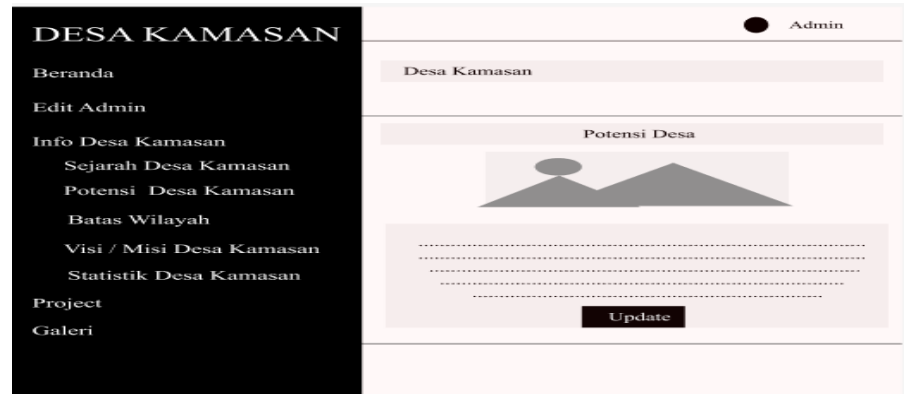 DESA KAMASAN
Beranda
Edit Admin
Info Desa Kamasan
Sejarah Desa Kamasan
Potensi Desa Kamasan
Batas Wilayah
Visi / Misi Desa Kamasan
Statistik Desa Kamasan
Project
Galeri
Admin
Desa Kamasan
Potensi Desa
Update